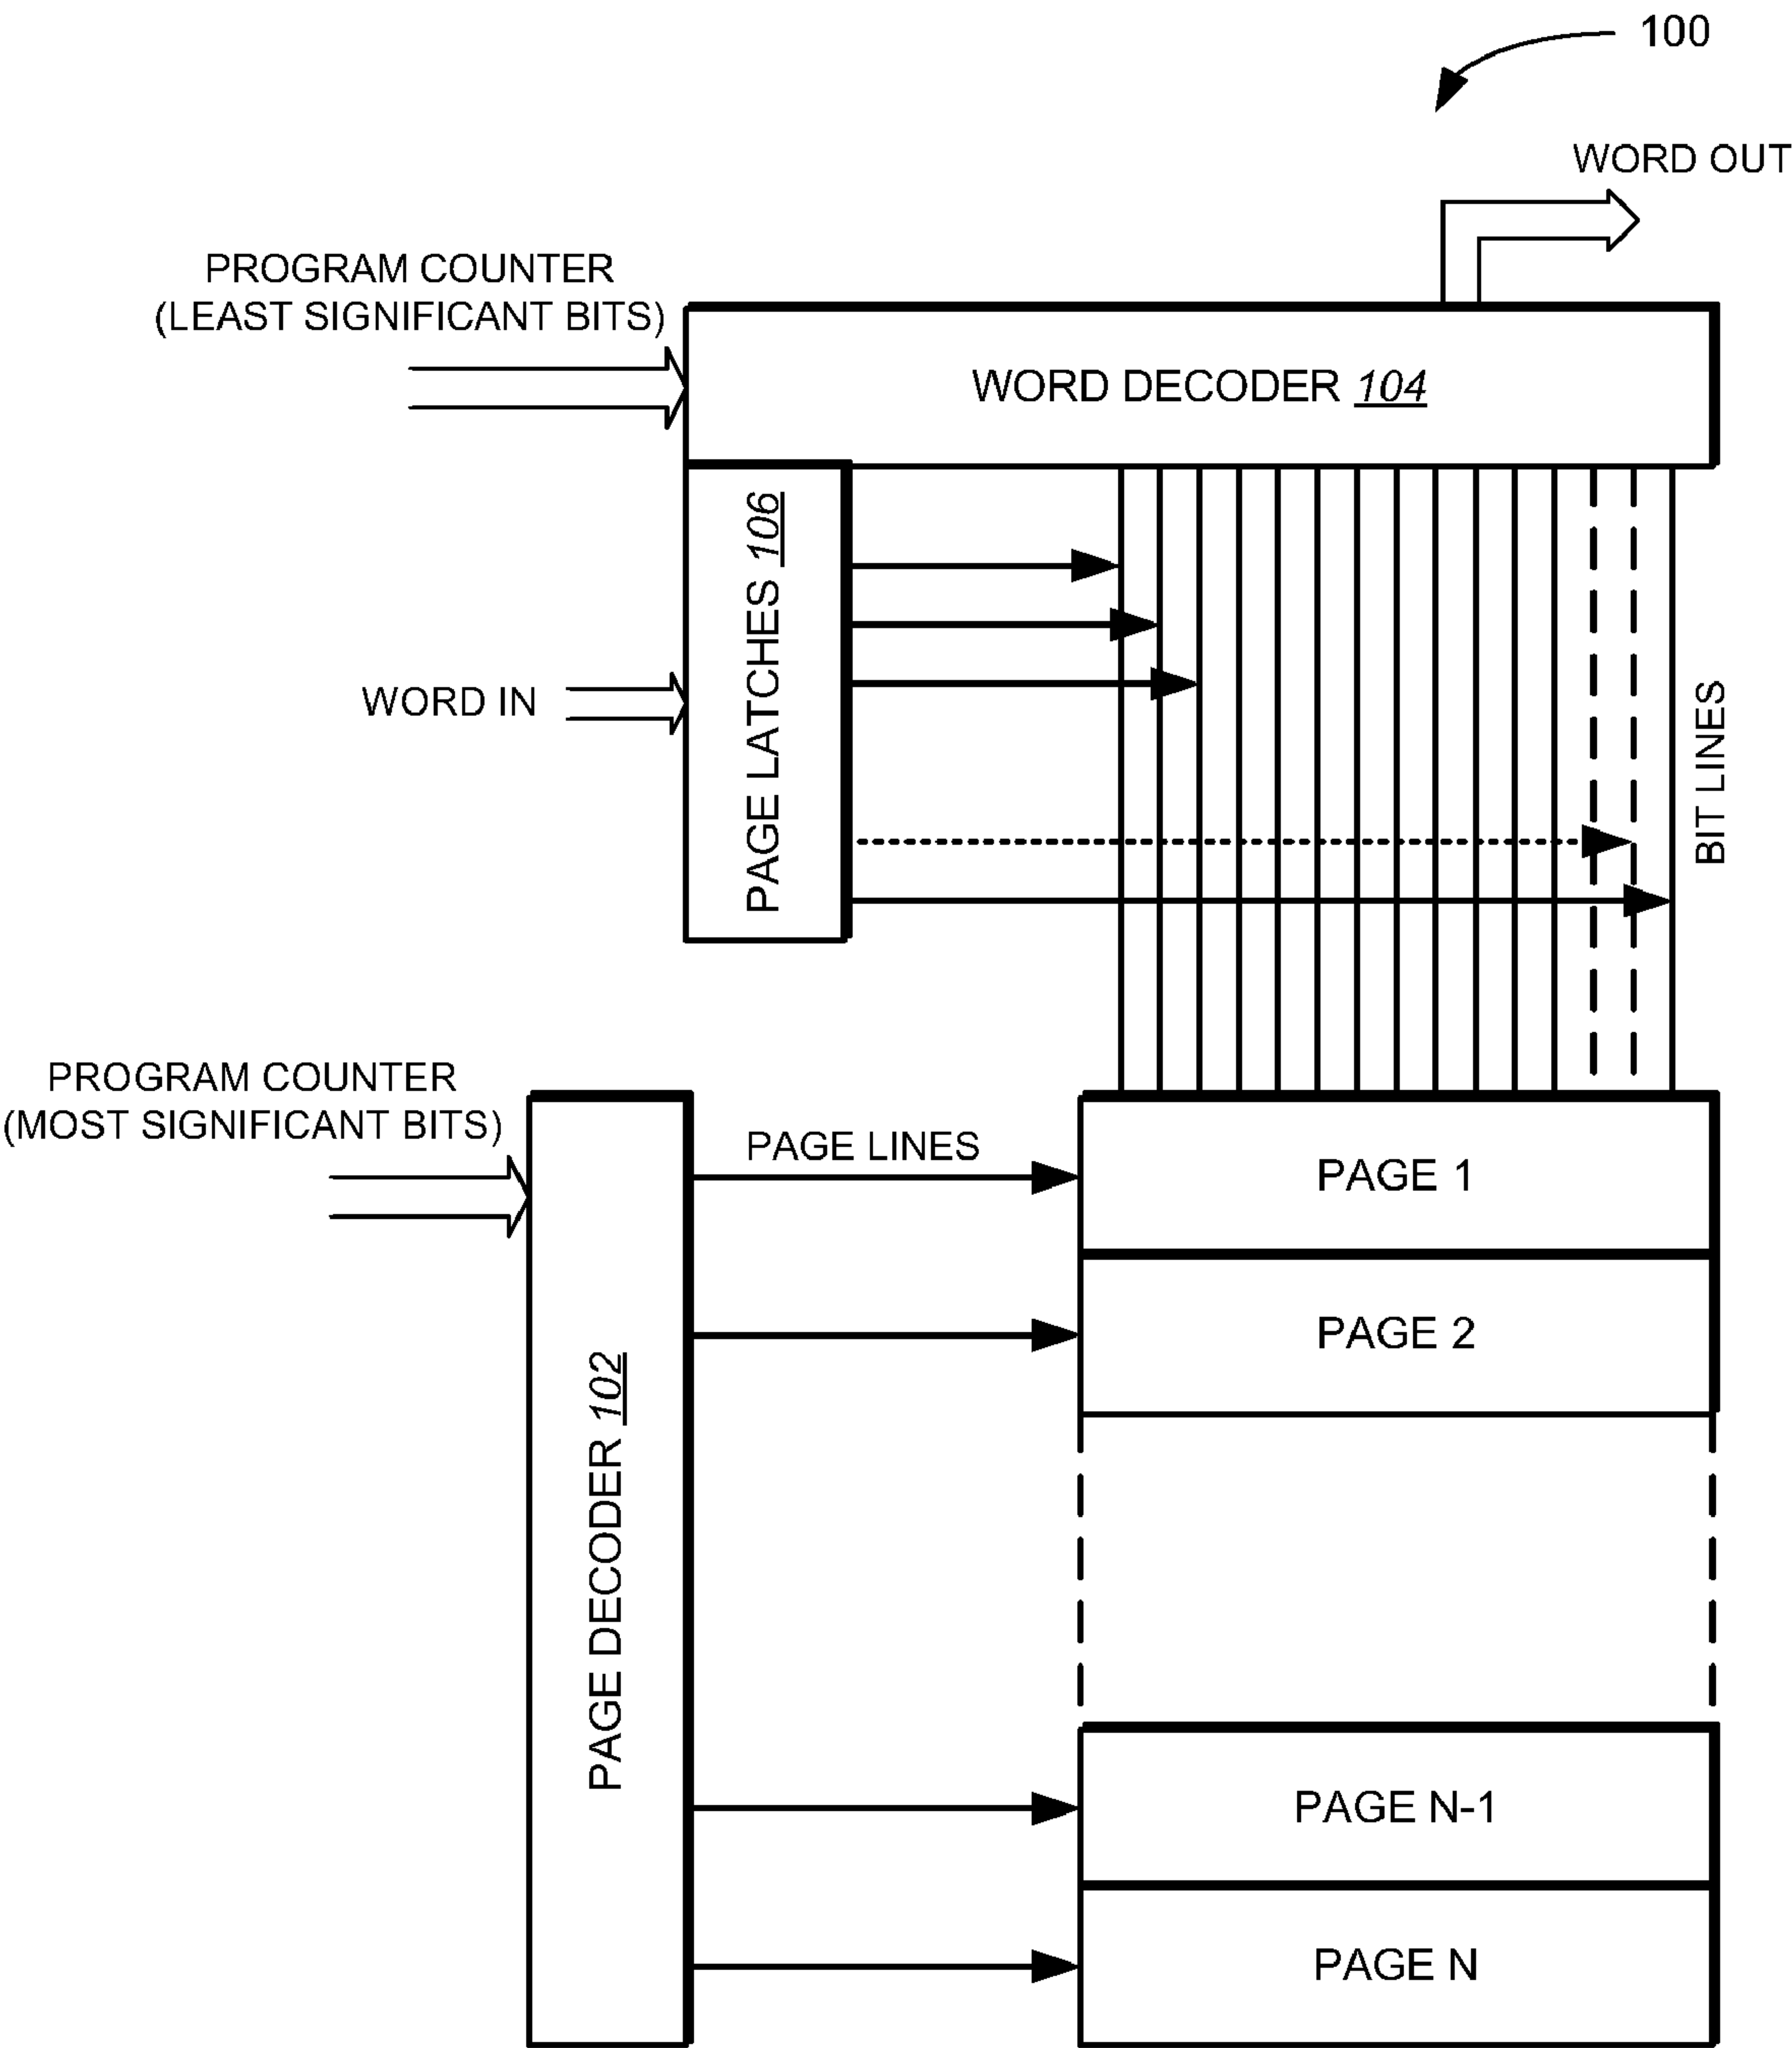 100
WORD OUT
PROGRAM COUNTER
(LEAST SIGNIFICANT BITS)
WORD DECODER 104
PAGE LATCHES 106
WORD IN
BIT LINES
PROGRAM COUNTER
(MOST SIGNIFICANT BITS)
PAGE LINES
PAGE 1
PAGE 2
PAGE DECODER 102
PAGE N-1
PAGE N